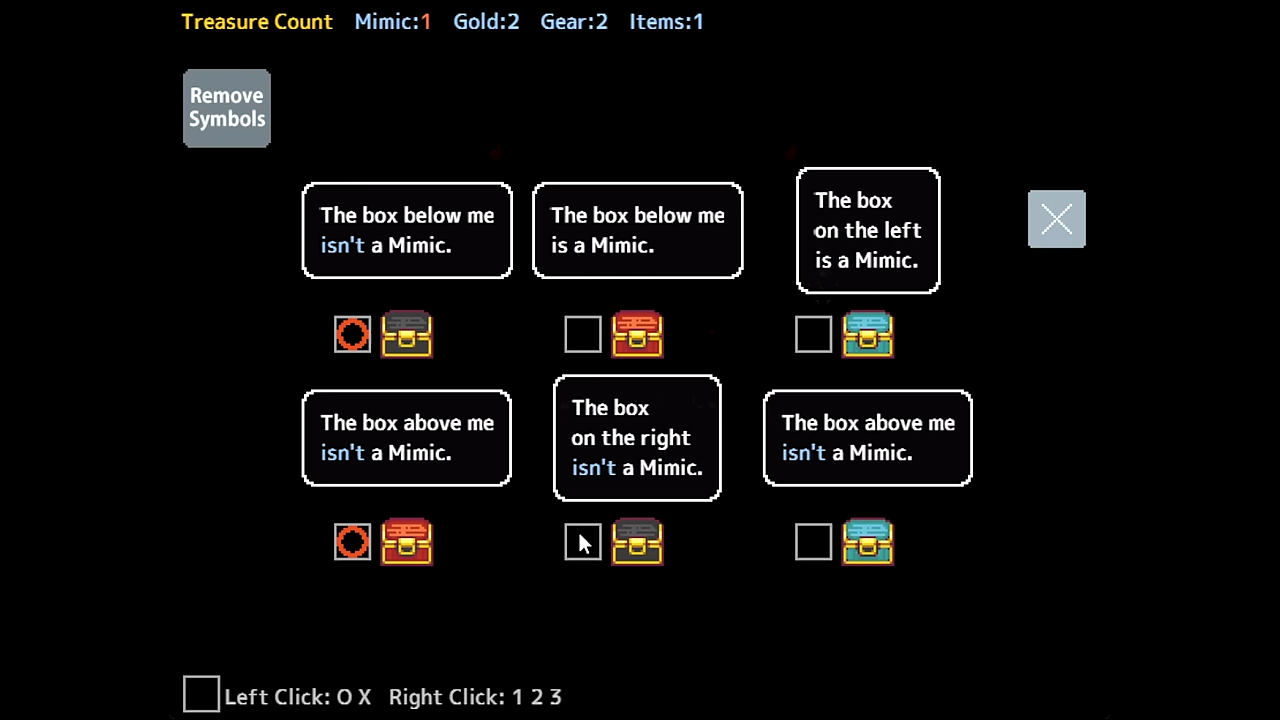 Treasure Count Mimic:1 Gold:2 Gear:2 Items:1
Remove
Symbols
The box below me
isn't a Mimic.
The box below me
is a Mimic.
The box
on the left
is a Mimic.
The box above me
isn't a Mimic.
The box
on the right
isn't a Mimic.
The box above me
isn't a Mimic.
Left Click: O X Right Click: 1 2 3